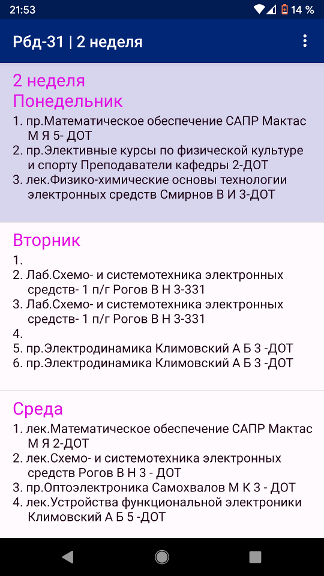 21:53
14 %
Рбд-31 | 2 неделя
2 неделя
Понедельник
1. пр.Математическое обеспечение САПР Мактас
М Я 5- ДОТ
2. пр.Элективные курсы по физической культуре
и спорту Преподаватели кафедры 2-ДОТ
3. лек.Физико-химические основы технологии
электронных средств Смирнов В И 3-ДОТ
Вторник
1.
2. Лаб.Схемо- и системотехника электронных
средств- 1 п/г Рогов В Н 3-331
3. Лаб.Схемо- и системотехника электронных
средств- 1 п/г Рогов В Н 3-331
4.
5. пр.Электродинамика Климовский А Б 3 -ДОТ
6. пр.Электродинамика Климовский А Б 3 -ДОТ
Среда
1. лек.Математическое обеспечение САПР Мактас
М Я 2-ДОТ
2. лек.Схемо- и системотехника электронных
средств Рогов В Н 3 - ДОТ
3. пр.Оптоэлектроника Самохвалов М К 3 - ДОТ
4. лек.Устройства функциональной электроники
Климовский А Б 5 -ДОТ